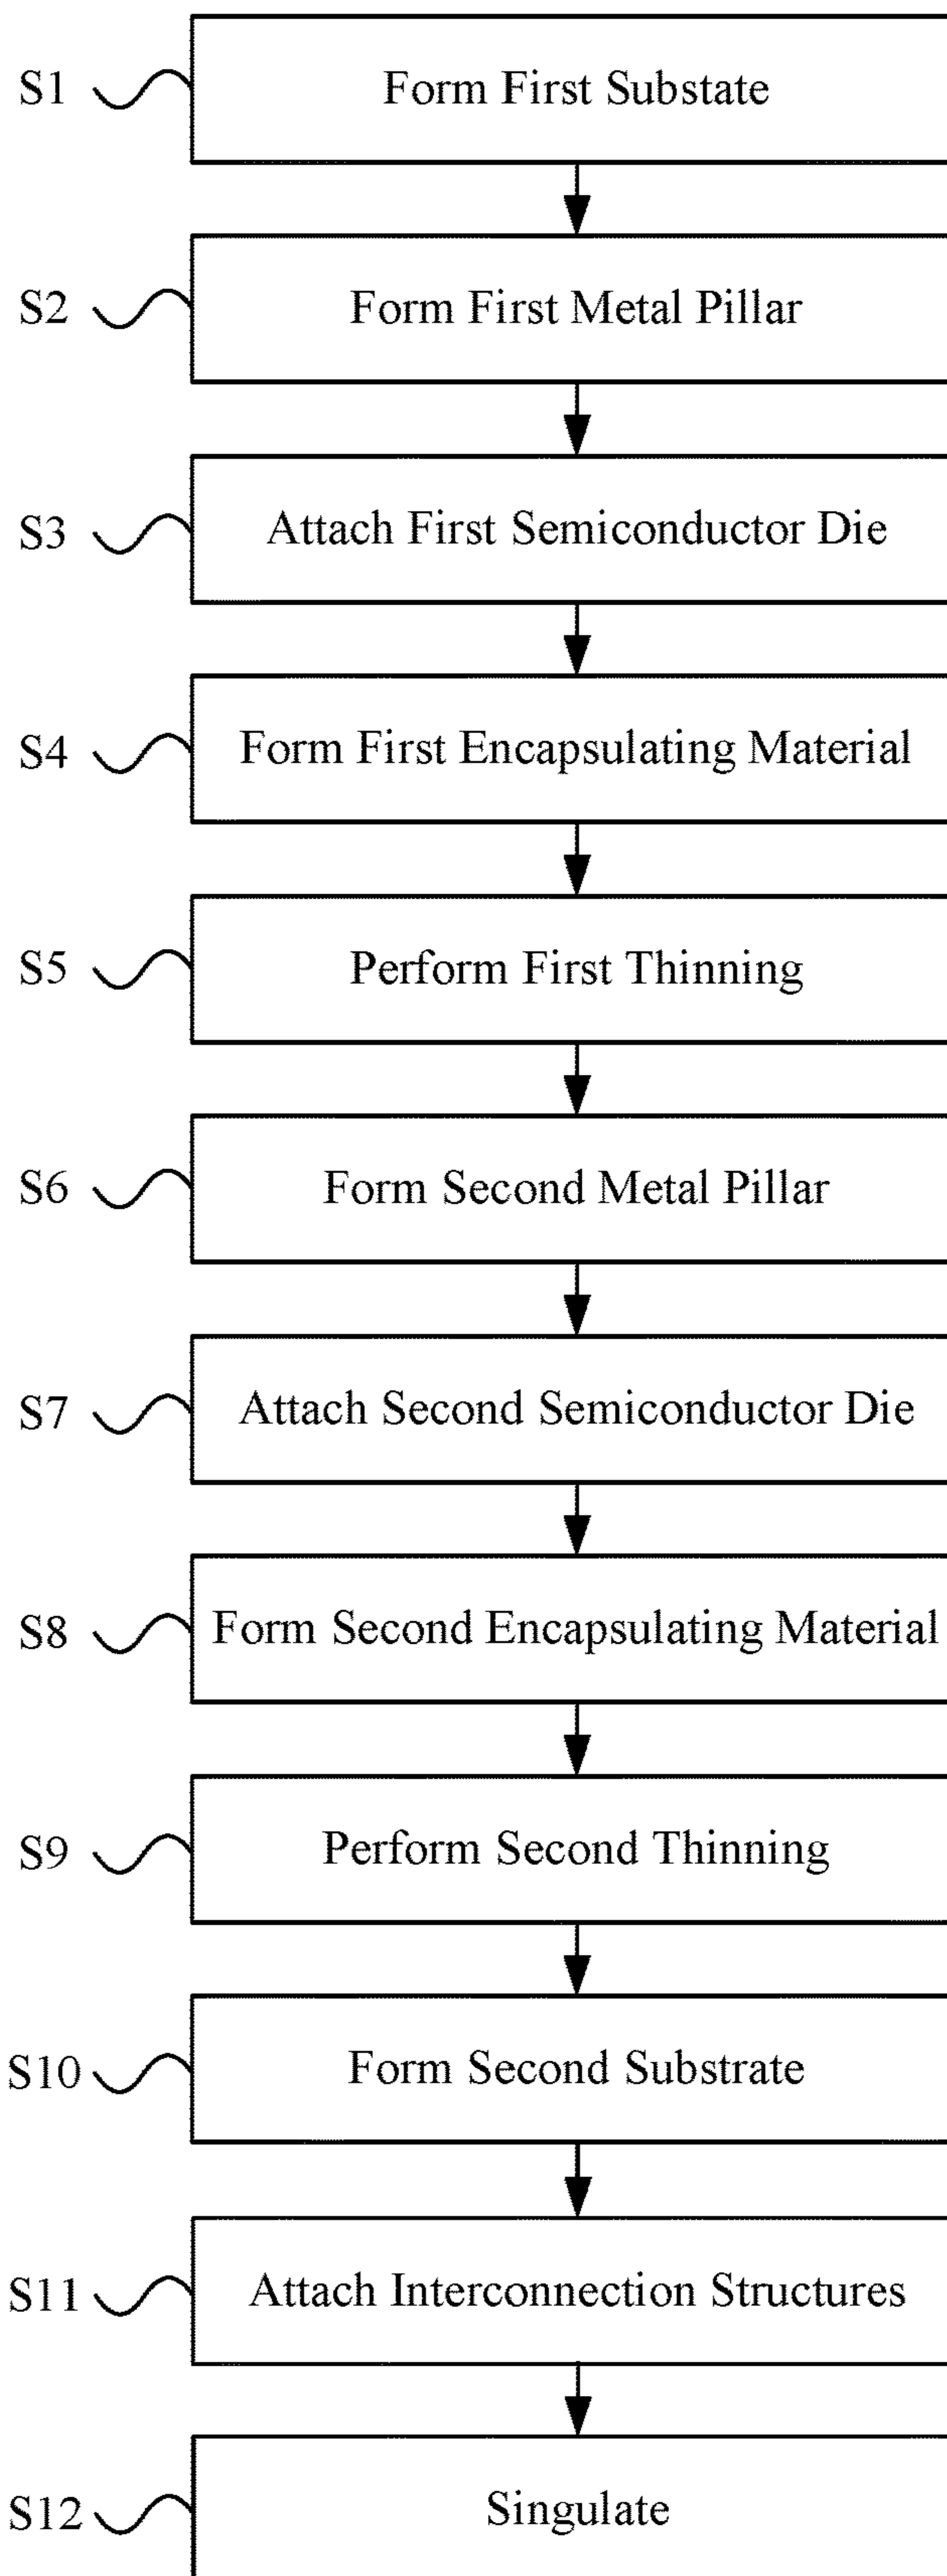 S1 Form First Substate
S2 Form First Metal Pillar
S3 Attach First Semiconductor Die
S4 Form First Encapsulating Material
S5 Perform First Thinning
S6 Form Second Metal Pillar
S7 Attach Second Semiconductor Die
S8 Form Second Encapsulating Material
S9 Perform Second Thinning
S10 Form Second Substrate
S11 Attach Interconnection Structures
S12 Singulate